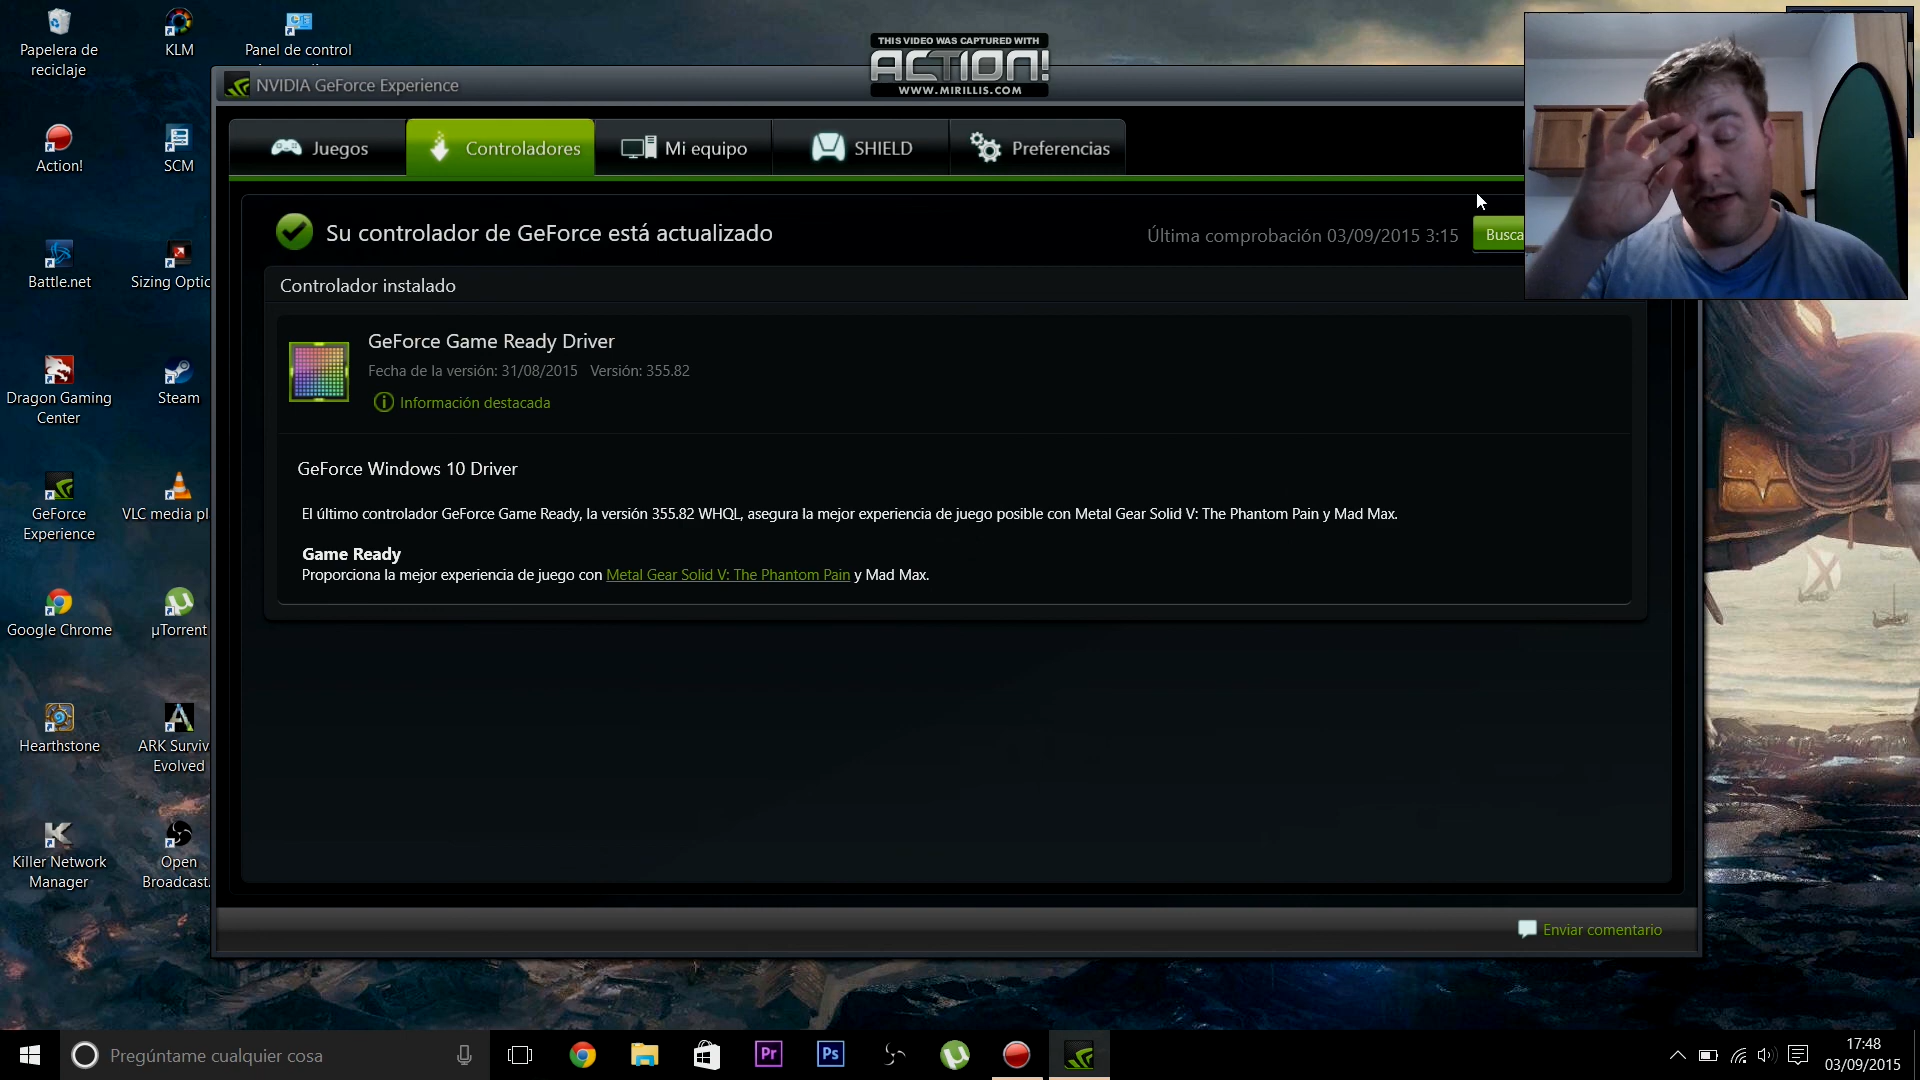 Papelera de
reciclaje
KLM
Panel de control
THIS VIDEO WAS CAPTURED WITH
ACTION!
WWW.MIRILLIS.COM
NVIDIA GeForce Experience
Juegos
Controladores
Mi equipo
SHIELD
Preferencias
Action!
SCM
Su controlador de GeForce está actualizado
Última comprobación 03/09/2015 3:15
Busca
Controlador instalado
Battle.net
Sizing Optic
GeForce Game Ready Driver
Fecha de la versión: 31/08/2015 Versión: 355.82
Información destacada
Dragon Gaming
Center
Steam
GeForce Windows 10 Driver
El último controlador GeForce Game Ready, la versión 355.82 WHQL, asegura la mejor experiencia de juego posible con Metal Gear Solid V: The Phantom Pain y Mad Max.
Game Ready
Proporciona la mejor experiencia de juego con Metal Gear Solid V: The Phantom Pain y Mad Max.
GeForce
Experience
VLC media pl
Google Chrome
µTorrent
Hearthstone
ARK Surviv
Evolved
Killer Network
Manager
Open
Broadcast.
Enviar comentario
Pregúntame cualquier cosa
Pr
Ps
17:48
03/09/2015